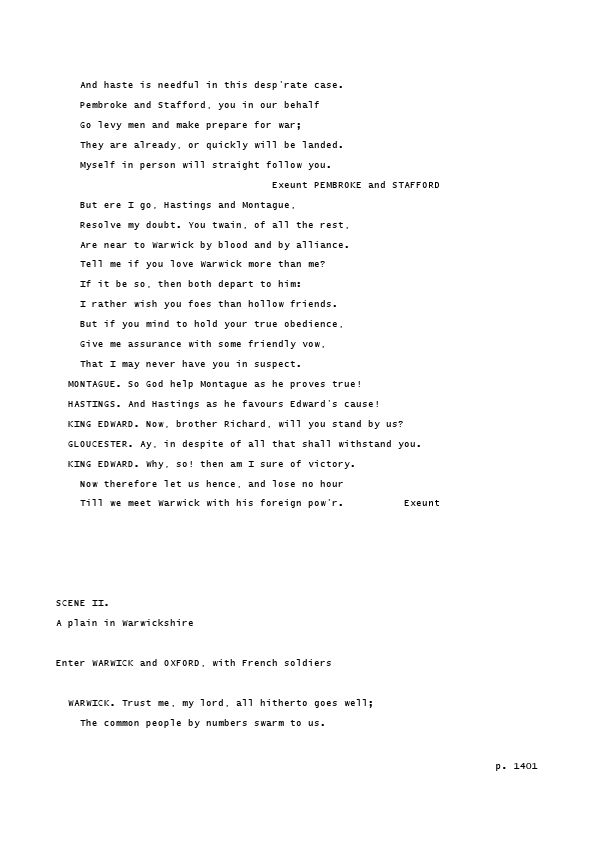 And haste is needful in this desp'rate case.
Pembroke and Stafford, you in our behalf
Go levy men and make prepare for war;
They are already, or quickly will be landed.
Myself in person will straight follow you.
Exeunt PEMBROKE and STAFFORD
But ere I go, Hastings and Montague,
Resolve my doubt. You twain, of all the rest,
Are near to Warwick by blood and by alliance.
Tell me if you love Warwick more than me?
If it be so, then both depart to him:
I rather wish you foes than hollow friends.
But if you mind to hold your true obedience,
Give me assurance with some friendly vow,
That I may never have you in suspect.
MONTAGUE. So God help Montague as he proves true!
HASTINGS. And Hastings as he favours Edward's cause!
KING EDWARD. Now, brother Richard, will you stand by us?
GLOUCESTER. Ay, in despite of all that shall withstand you.
KING EDWARD. Why, so! then am I sure of victory.
Now therefore let us hence, and lose no hour
Till we meet Warwick with his foreign pow'r. Exeunt
SCENE II.
A plain in Warwickshire
Enter WARWICK and OXFORD, with French soldiers
WARWICK. Trust me, my lord, all hitherto goes well;
The common people by numbers swarm to us.
p. 1401